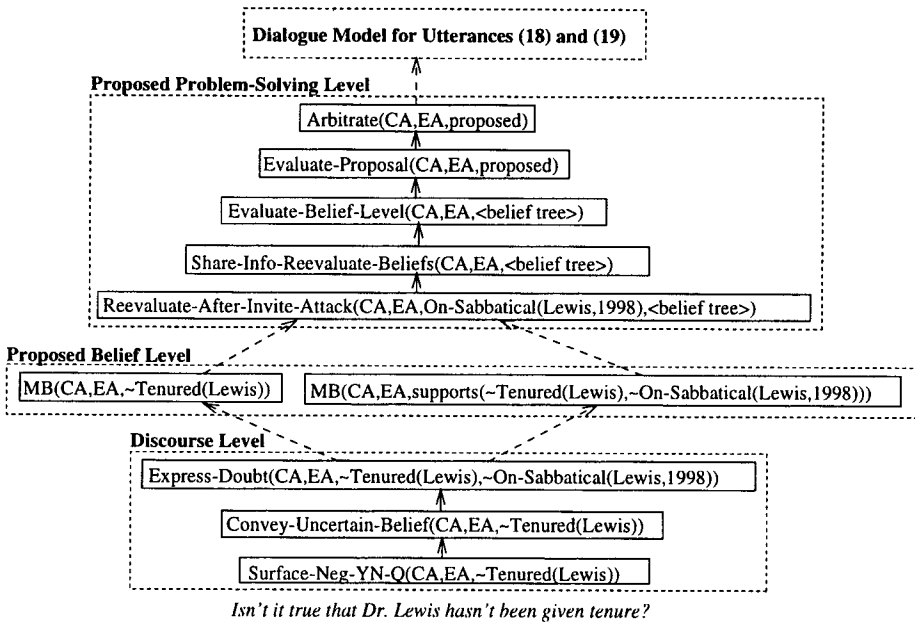 Dialogue Model for Utterances (18) and (19)
Proposed Problem-Solving Level
Arbitrate(CA,EA,proposed)
Evaluate-Proposal(CA,EA,proposed)
Evaluate-Belief-Level(CA,EA,<belief tree>)
Share-Info-Reevaluate-Beliefs(CA,EA,<belief tree>)
Reevaluate-After-Invite-Attack(CA,EA,On-Sabbatical(Lewis,1998),<belief tree>)
Proposed Belief Level
MB(CA,EA,~Tenured(Lewis)) MB(CA,EA,supports(~Tenured(Lewis),~On-Sabbatical(Lewis,1998)))
Discourse Level
Express-Doubt(CA,EA,~Tenured(Lewis),~On-Sabbatical(Lewis,1998))
Convey-Uncertain-Belief(CA,EA,~Tenured(Lewis))
Surface-Neg-YN-Q(CA,EA,~Tenured(Lewis))
Isn't it true that Dr. Lewis hasn't been given tenure?